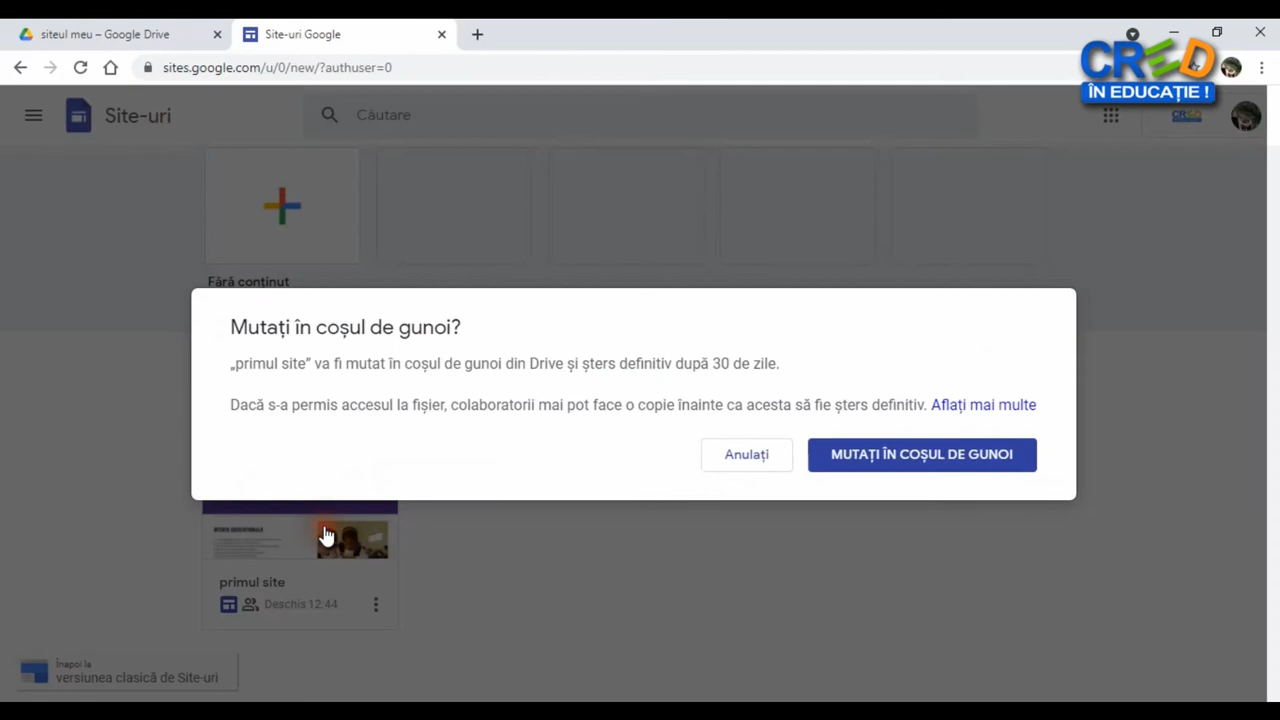 siteul meu – Google Drive
Site-uri Google
sites.google.com/u/0/new/?authuser=0
CRED
ÎN EDUCAȚIE !
Site-uri
Căutare
CRED
Fără conținut
Mutați în coșul de gunoi?
„primul site” va fi mutat în coșul de gunoi din Drive și șters definitiv după 30 de zile.
Dacă s-a permis accesul la fișier, colaboratorii mai pot face o copie înainte ca acesta să fie șters definitiv. Aflați mai multe
Anulați
MUTAȚI ÎN COȘUL DE GUNOI
primul site
Deschis 12:44
Înapoi la
versiunea clasică de Site-uri